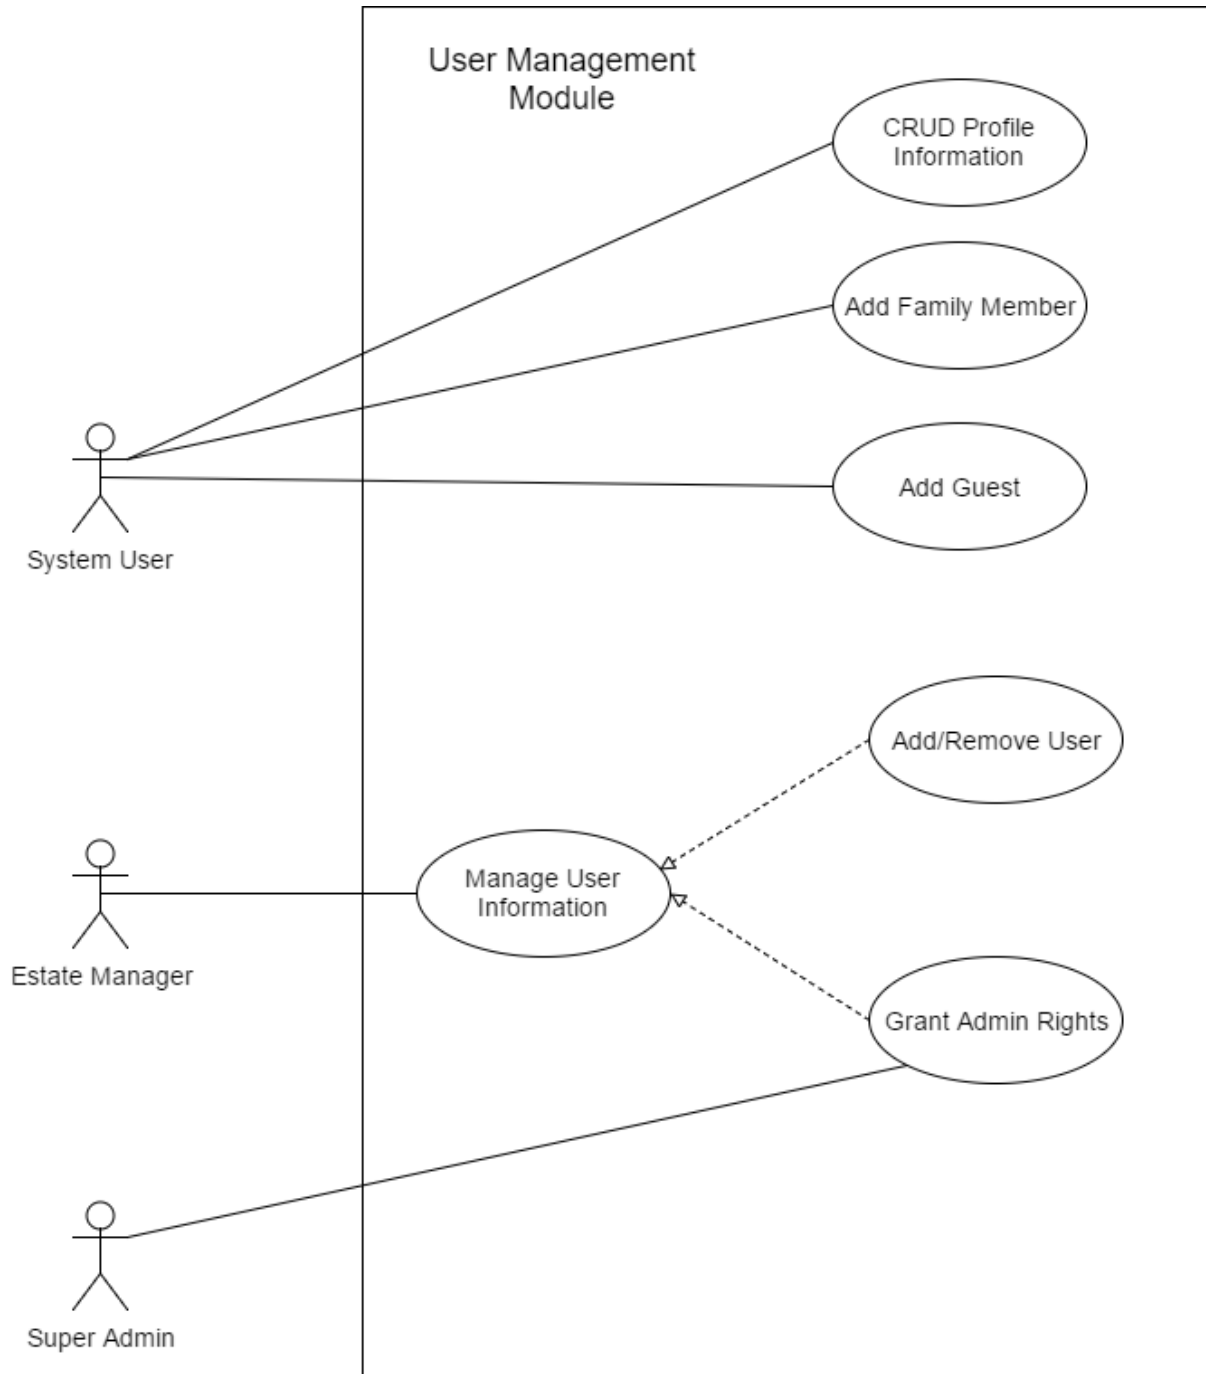 User Management
Module
CRUD Profile
Information
Add Family Member
Add Guest
System User
Add/Remove User
Manage User
Information
Estate Manager
Grant Admin Rights
Super Admin